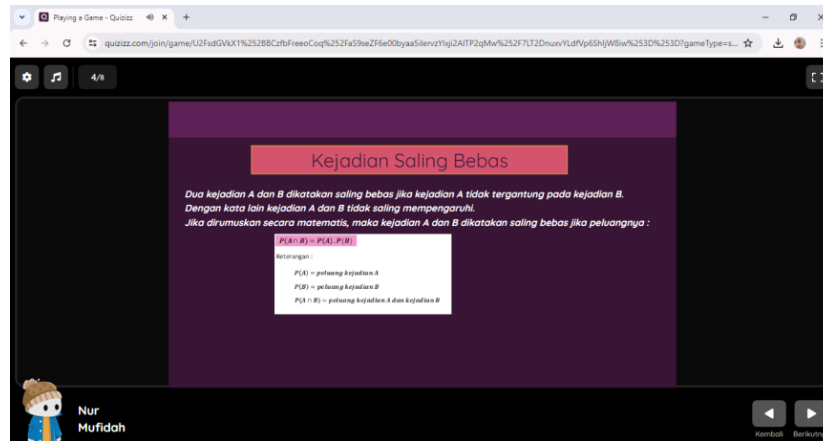 Playing a Game - Quizizz
quizizz.com/join/game/U2FsdGVkX1%252BBCzfbFreeoCoq%252FaS9seZF6e00byaa5ilervzYlxji2AITP2qMw%252F7LT2DnuxvYLdfVp6ShIjW8iw%253D%253D?gameType=s...
4/8
Kejadian Saling Bebas
Dua kejadian A dan B dikatakan saling bebas jika kejadian A tidak tergantung pada kejadian B.
Dengan kata lain kejadian A dan B tidak saling mempengaruhi.
Jika dirumuskan secara matematis, maka kejadian A dan B dikatakan saling bebas jika peluangnya :
P(A ∩ B) = P(A).P(B)
Keterangan :
P(A) = peluang kejadian A
P(B) = peluang kejadian B
P(A ∩ B) = peluang kejadian A dan kejadian B
Nur
Mufidah
Kembali Berikutn